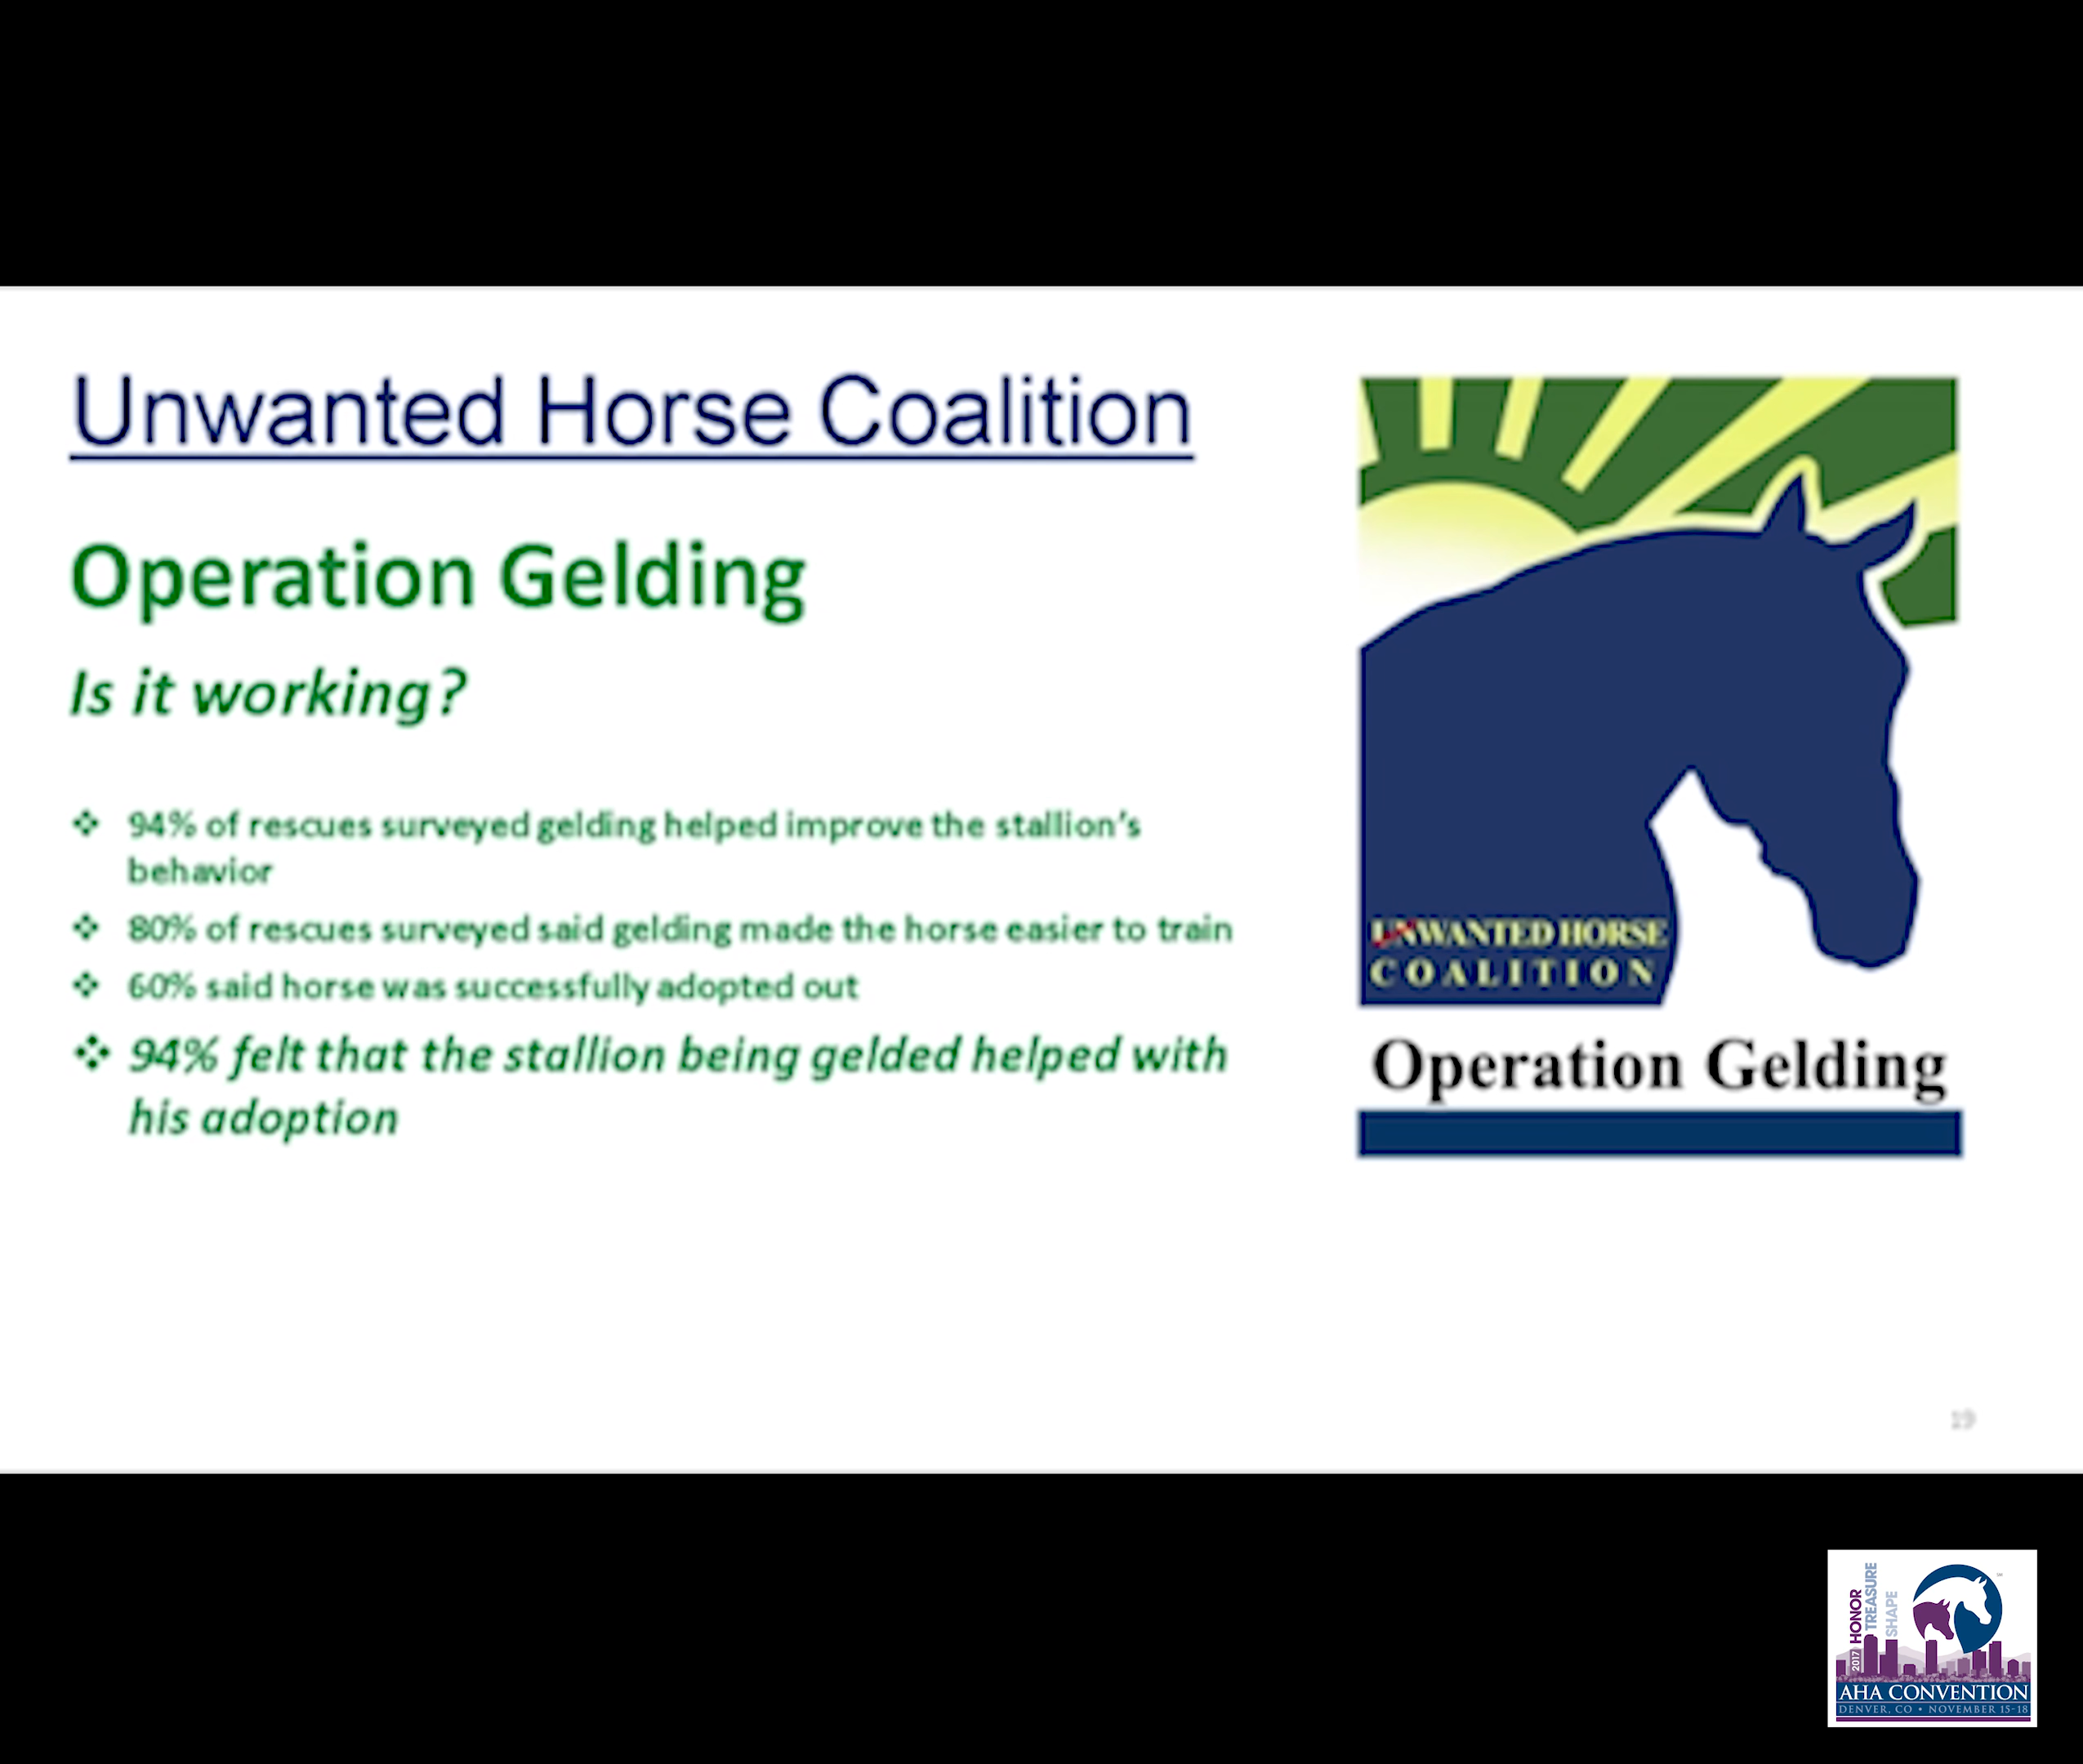 Unwanted Horse Coalition
Operation Gelding
Is it working?
❖ 94% of rescues surveyed gelding helped improve the stallion's
behavior
❖ 80% of rescues surveyed said gelding made the horse easier to train
❖ 60% said horse was successfully adopted out
❖ 94% felt that the stallion being gelded helped with
his adoption
UNWANTED HORSE
COALITION
Operation Gelding
19
2017 HONOR
TREASURE
SHAPE
AHA CONVENTION
DENVER, CO • NOVEMBER 15-18